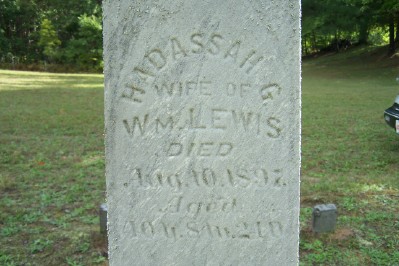 HADASSAH G.
WIFE OF
WM. LEWIS
DIED
Aug. 10. 1897.
Aged